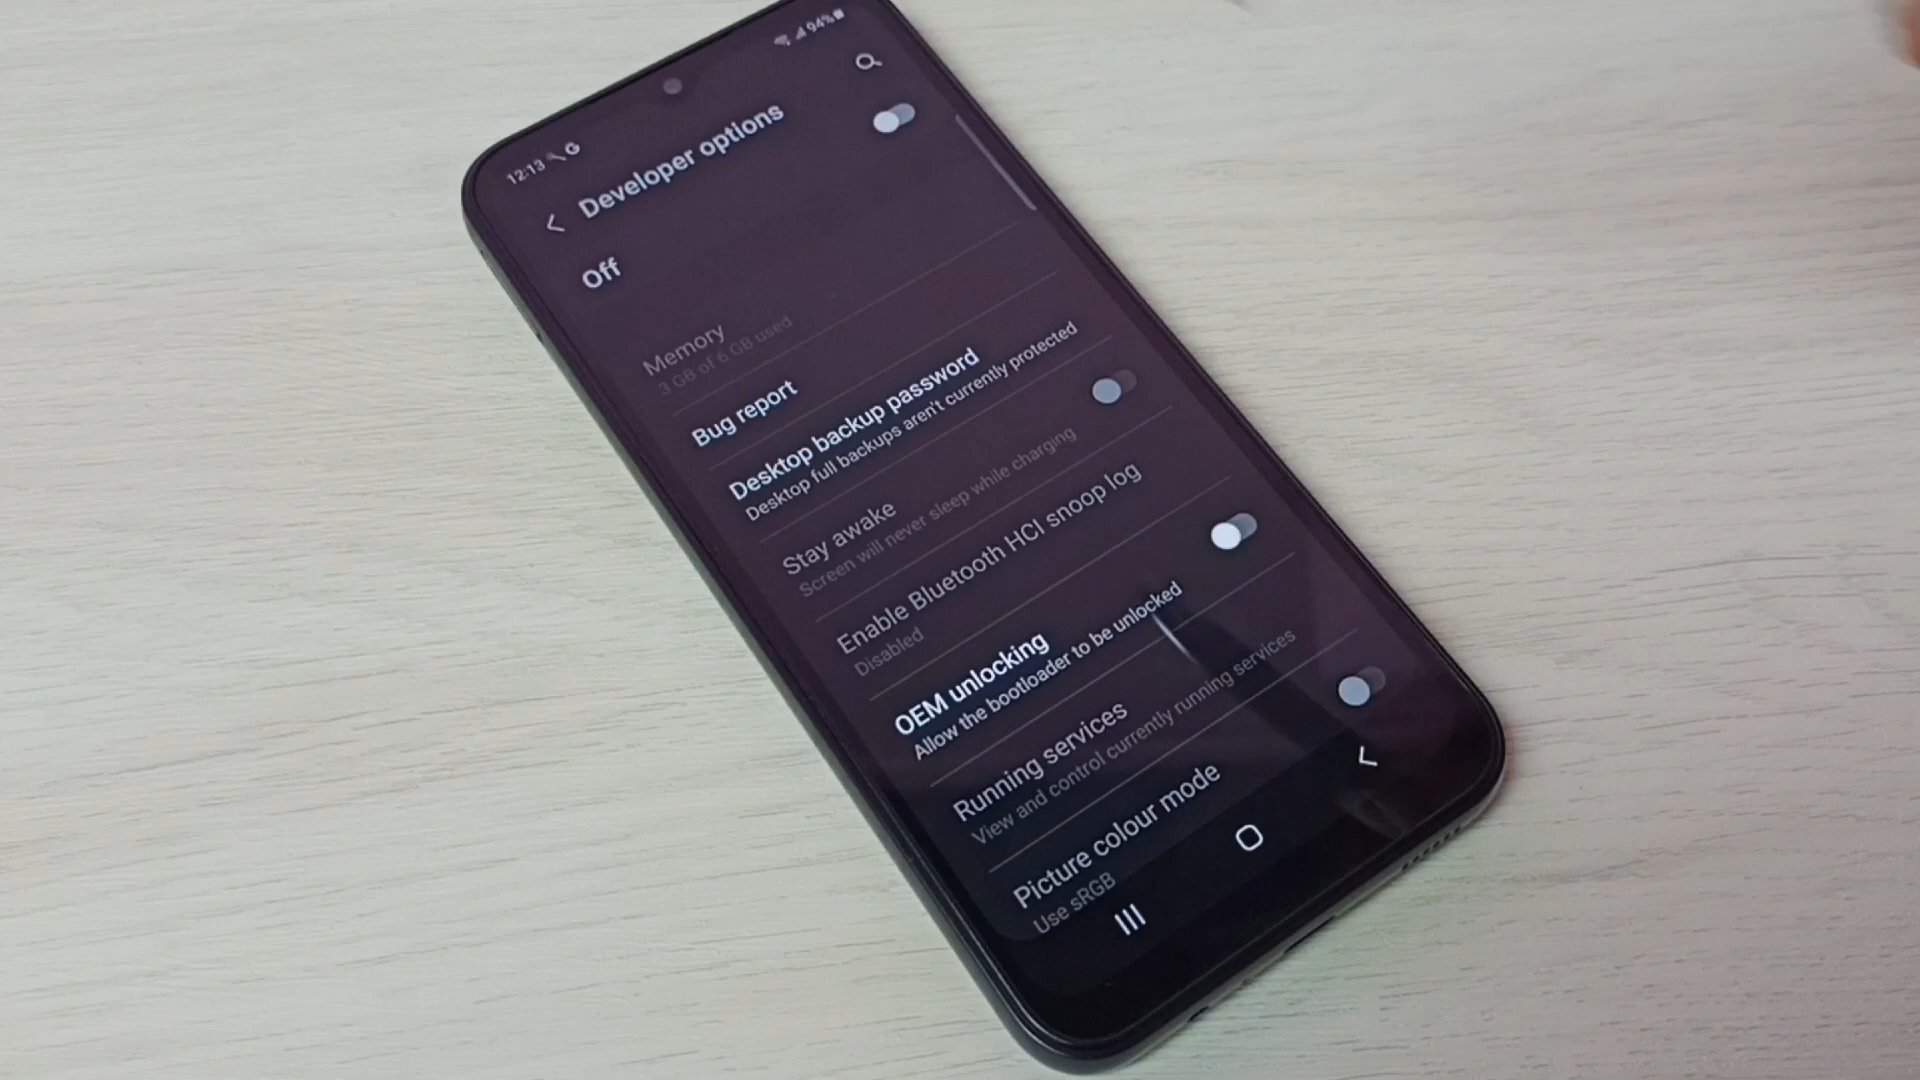 12:13 G 94%
Developer options
Off
Memory
3 GB of 6 GB used
Bug report
Desktop backup password
Desktop full backups aren't currently protected
Stay awake
Screen will never sleep while charging
Enable Bluetooth HCI snoop log
Disabled
OEM unlocking
Allow the bootloader to be unlocked
Running services
View and control currently running services
Picture colour mode
Use sRGB